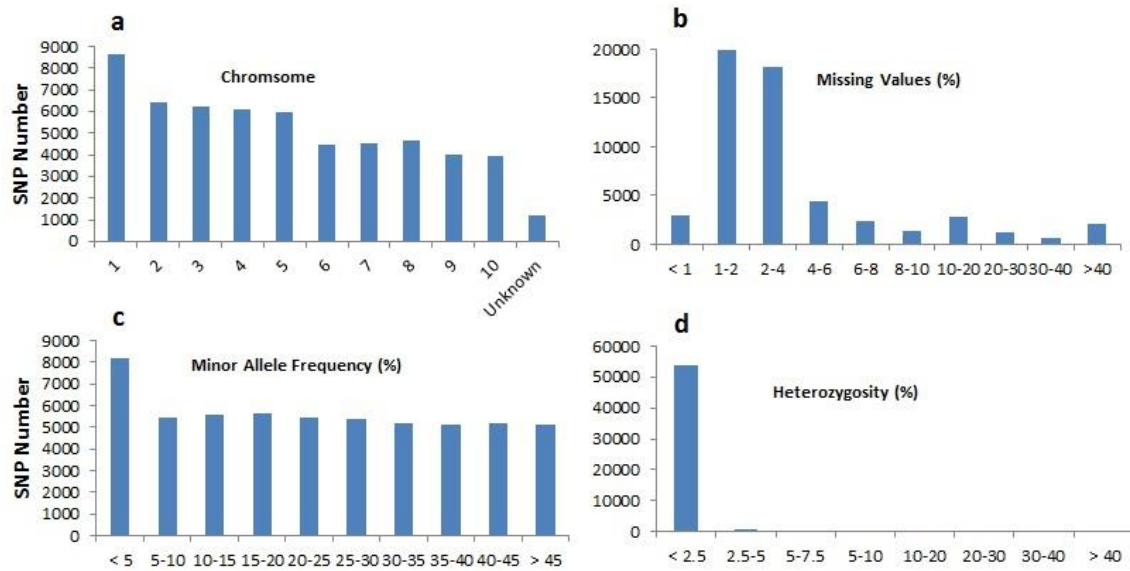 a
SNP Number
9000
8000
7000
6000
5000
4000
3000
2000
1000
0
Chromsome
1 2 3 4 5 6 7 8 9 10 Unknown
b
20000
15000
10000
5000
0
Missing Values (%)
< 1 1-2 2-4 4-6 6-8 8-10 10-20 20-30 30-40 >40
c
SNP Number
9000
8000
7000
6000
5000
4000
3000
2000
1000
0
Minor Allele Frequency (%)
< 5 5-10 10-15 15-20 20-25 25-30 30-35 35-40 40-45 > 45
d
60000
50000
40000
30000
20000
10000
0
Heterozygosity (%)
< 2.5 2.5-5 5-7.5 5-10 10-20 20-30 30-40 > 40